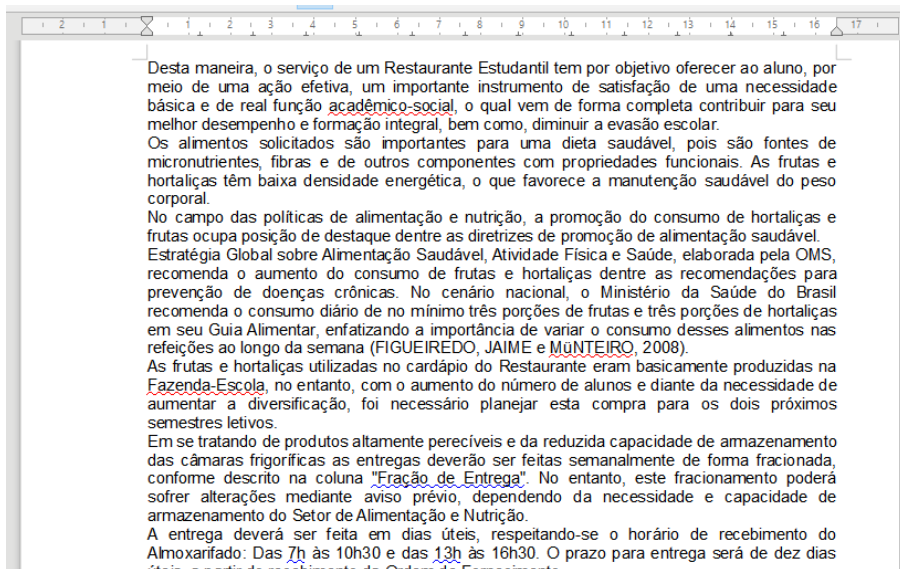 2 1 1 2 3 4 5 6 7 8 9 10 11 12 13 14 15 16 17
Desta maneira, o serviço de um Restaurante Estudantil tem por objetivo oferecer ao aluno, por
meio de uma ação efetiva, um importante instrumento de satisfação de uma necessidade
básica e de real função acadêmico-social, o qual vem de forma completa contribuir para seu
melhor desempenho e formação integral, bem como, diminuir a evasão escolar.
Os alimentos solicitados são importantes para uma dieta saudável, pois são fontes de
micronutrientes, fibras e de outros componentes com propriedades funcionais. As frutas e
hortaliças têm baixa densidade energética, o que favorece a manutenção saudável do peso
corporal.
No campo das políticas de alimentação e nutrição, a promoção do consumo de hortaliças e
frutas ocupa posição de destaque dentre as diretrizes de promoção de alimentação saudável.
Estratégia Global sobre Alimentação Saudável, Atividade Física e Saúde, elaborada pela OMS,
recomenda o aumento do consumo de frutas e hortaliças dentre as recomendações para
prevenção de doenças crônicas. No cenário nacional, o Ministério da Saúde do Brasil
recomenda o consumo diário de no mínimo três porções de frutas e três porções de hortaliças
em seu Guia Alimentar, enfatizando a importância de variar o consumo desses alimentos nas
refeições ao longo da semana (FIGUEIREDO, JAIME e MüNTEIRO, 2008).
As frutas e hortaliças utilizadas no cardápio do Restaurante eram basicamente produzidas na
Fazenda-Escola, no entanto, com o aumento do número de alunos e diante da necessidade de
aumentar a diversificação, foi necessário planejar esta compra para os dois próximos
semestres letivos.
Em se tratando de produtos altamente perecíveis e da reduzida capacidade de armazenamento
das câmaras frigoríficas as entregas deverão ser feitas semanalmente de forma fracionada,
conforme descrito na coluna "Fração de Entrega". No entanto, este fracionamento poderá
sofrer alterações mediante aviso prévio, dependendo da necessidade e capacidade de
armazenamento do Setor de Alimentação e Nutrição.
A entrega deverá ser feita em dias úteis, respeitando-se o horário de recebimento do
Almoxarifado: Das 7h às 10h30 e das 13h às 16h30. O prazo para entrega será de dez dias